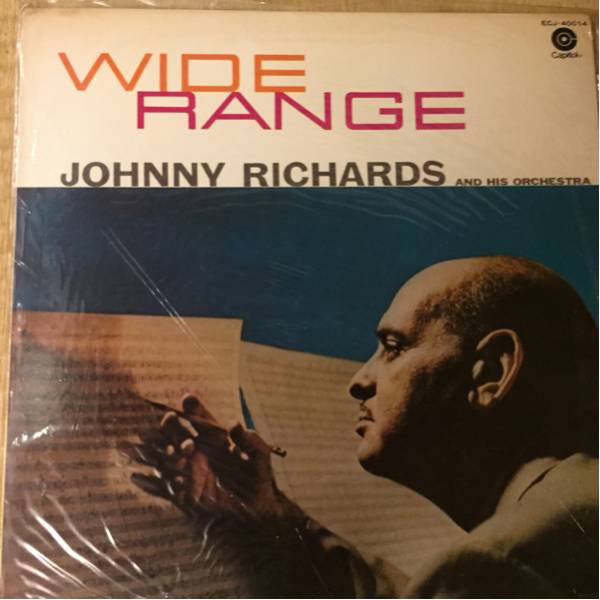 ECJ-40014
Capitol
WIDE
RANGE
JOHNNY RICHARDS AND HIS ORCHESTRA